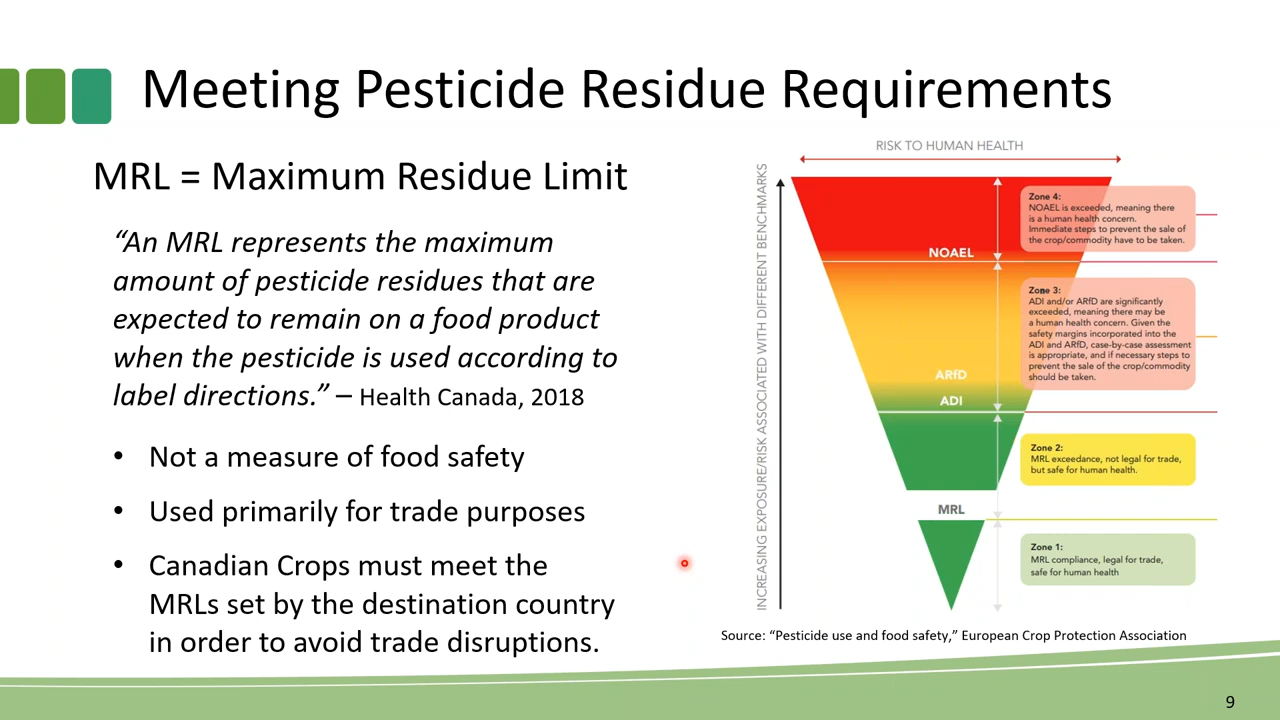 Meeting Pesticide Residue Requirements
MRL = Maximum Residue Limit
“An MRL represents the maximum
amount of pesticide residues that are
expected to remain on a food product
when the pesticide is used according to
label directions.” – Health Canada, 2018
• Not a measure of food safety
• Used primarily for trade purposes
• Canadian Crops must meet the
MRLs set by the destination country
in order to avoid trade disruptions.
RISK TO HUMAN HEALTH
INCREASING EXPOSURE/RISK ASSOCIATED WITH DIFFERENT BENCHMARKS
NOAEL
ARfD
ADI
MRL
Zone 4:
NOAEL is exceeded, meaning there
is a human health concern.
Immediate steps to prevent the sale of
the crop/commodity have to be taken.
Zone 3:
ADI and/or ARfD are significantly
exceeded, meaning there may be
a human health concern. Given the
safety margins incorporated into the
ADI and ARfD, case-by-case assessment
is appropriate, and if necessary steps to
prevent the sale of the crop/commodity
should be taken.
Zone 2:
MRL exceedance, not legal for trade,
but safe for human health.
Zone 1:
MRL compliance, legal for trade,
safe for human health
Source: “Pesticide use and food safety,” European Crop Protection Association
9